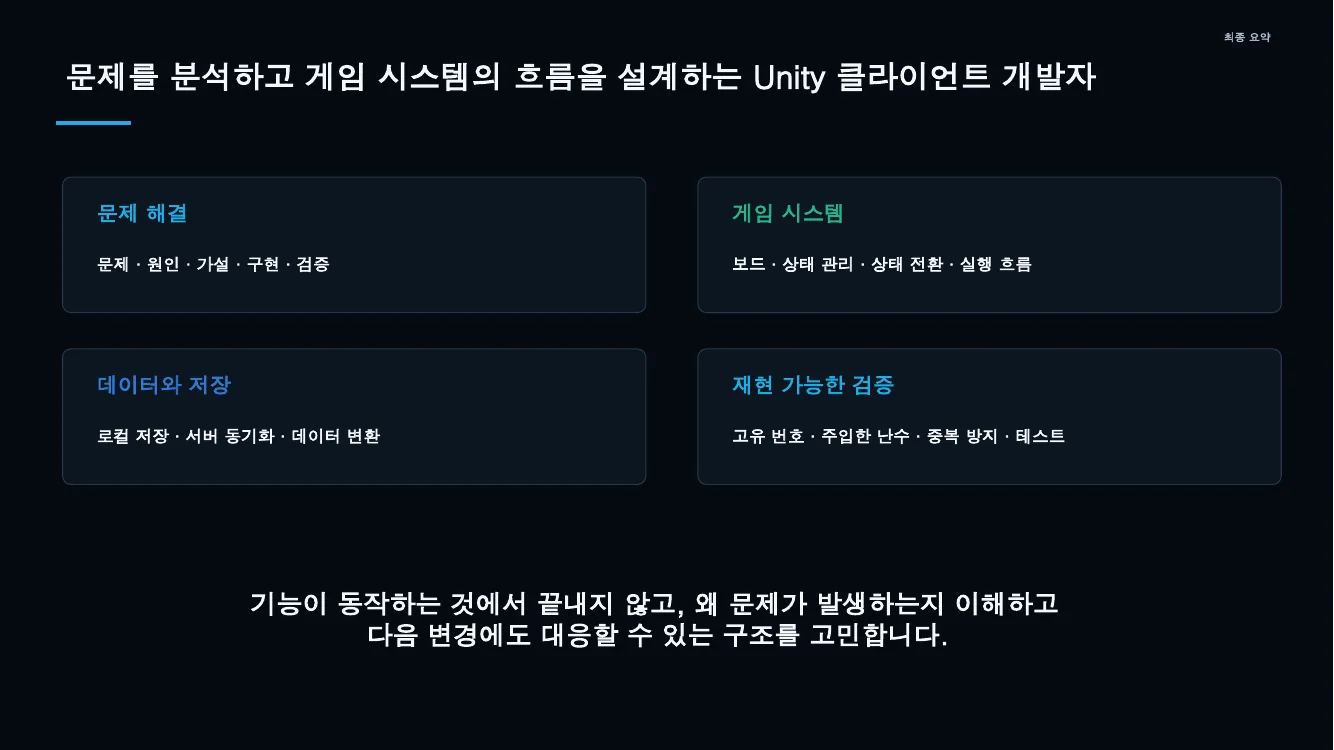 최종 요약
문제를 분석하고 게임 시스템의 흐름을 설계하는 Unity 클라이언트 개발자
문제 해결
문제 · 원인 · 가설 · 구현 · 검증
게임 시스템
보드 · 상태 관리 · 상태 전환 · 실행 흐름
데이터와 저장
로컬 저장 · 서버 동기화 · 데이터 변환
재현 가능한 검증
고유 번호 · 주입한 난수 · 중복 방지 · 테스트
기능이 동작하는 것에서 끝내지 않고, 왜 문제가 발생하는지 이해하고
다음 변경에도 대응할 수 있는 구조를 고민합니다.